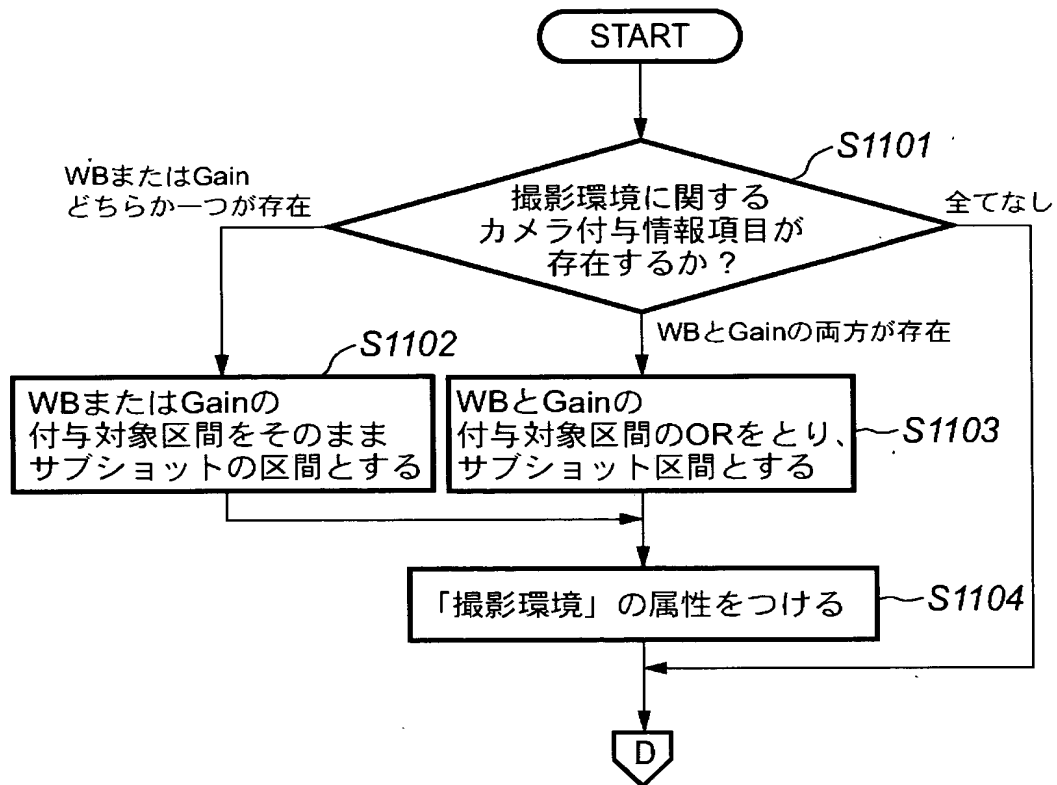 START
S1101
撮影環境に関する
カメラ付与情報項目が
存在するか？
WBまたはGain
どちらか一つが存在
全てなし
WBとGainの両方が存在
S1102
WBまたはGainの
付与対象区間をそのまま
サブショットの区間とする
WBとGainの
付与対象区間のORをとり、
サブショット区間とする
S1103
「撮影環境」の属性をつける
S1104
D